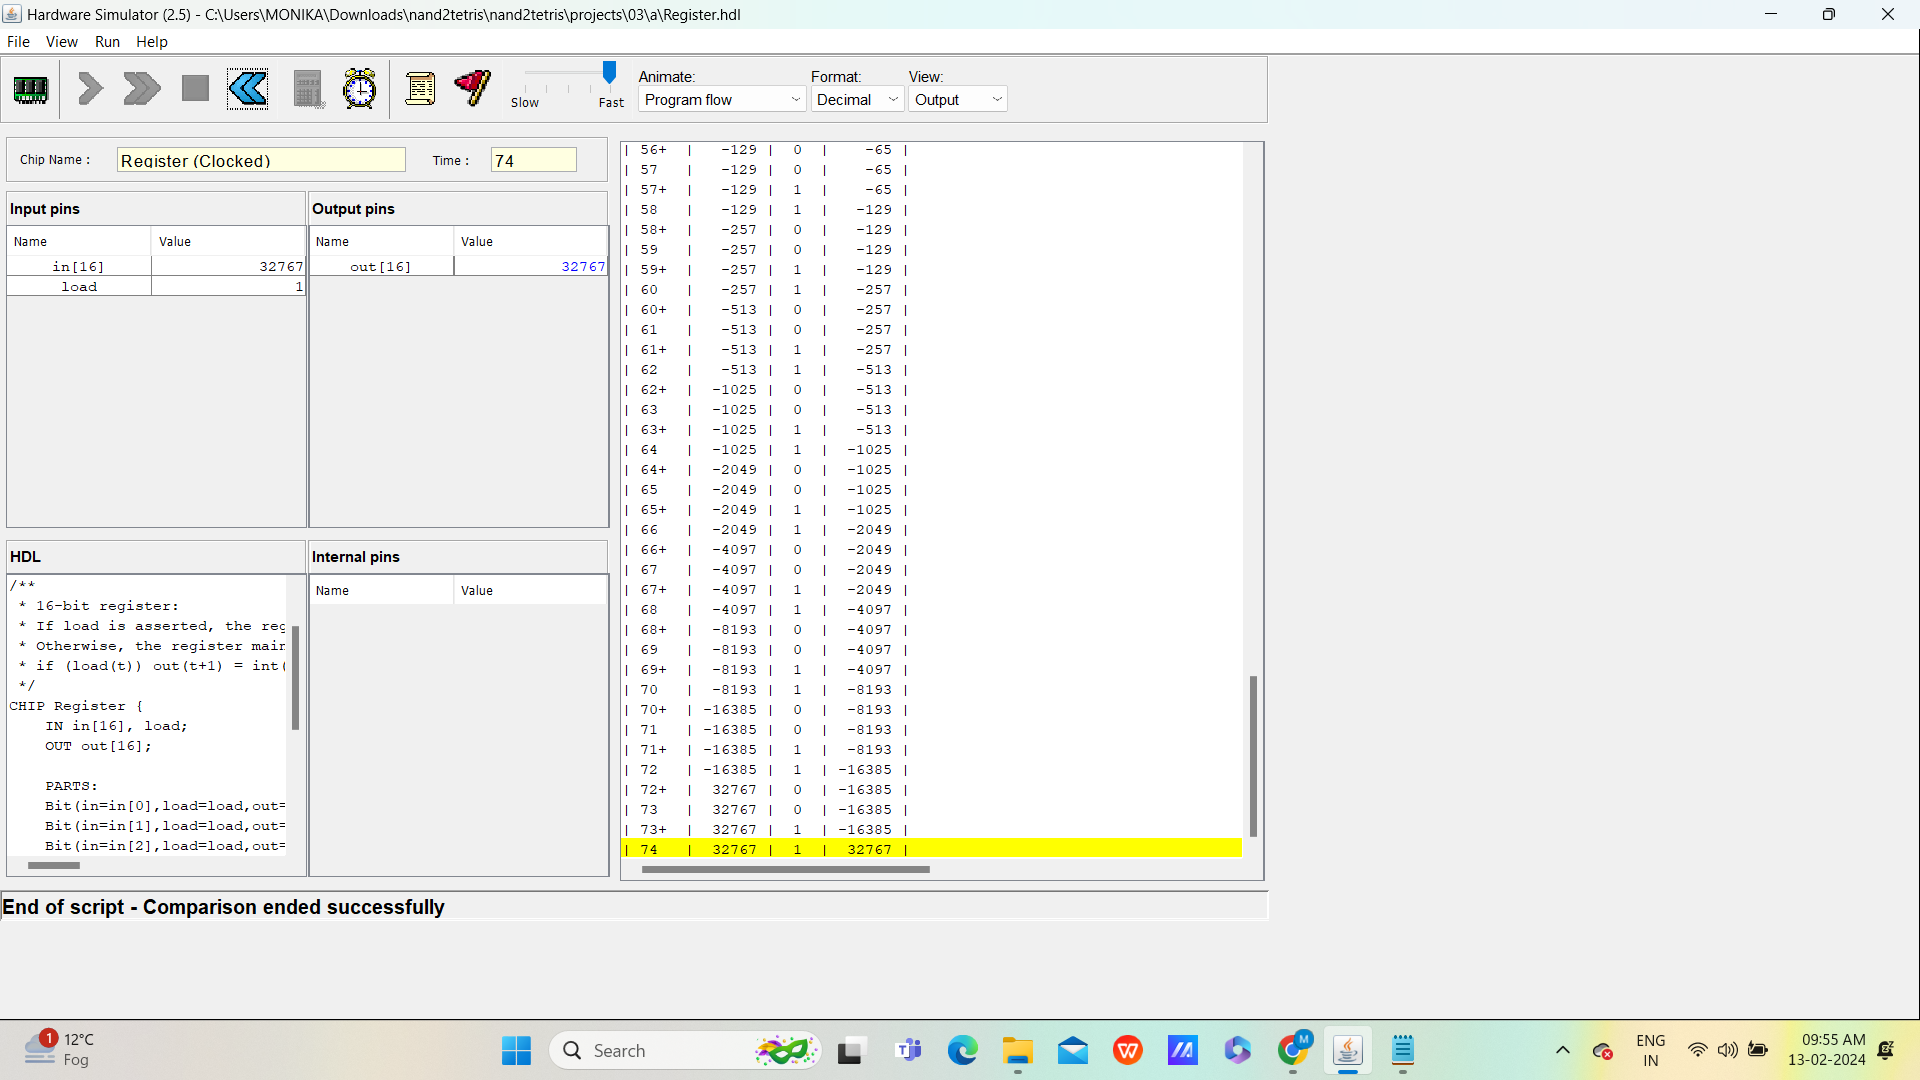 Hardware Simulator (2.5) - C:\Users\MONIKA\Downloads\nand2tetris\nand2tetris\projects\03\a\Register.hdl
File View Run Help
Slow Fast
Animate: Format: View:
Program flow Decimal Output
Chip Name : Register (Clocked) Time : 74
Input pins
Name Value
in[16] 32767
load 1
Output pins
Name Value
out[16] 32767
HDL
/**
* 16-bit register:
* If load is asserted, the reg
* Otherwise, the register main
* if (load(t)) out(t+1) = int(
*/
CHIP Register {
IN in[16], load;
OUT out[16];
PARTS:
Bit(in=in[0],load=load,out=
Bit(in=in[1],load=load,out=
Bit(in=in[2],load=load,out=
Internal pins
Name Value
| 56+ | -129 | 0 | -65 |
| 57 | -129 | 0 | -65 |
| 57+ | -129 | 1 | -65 |
| 58 | -129 | 1 | -129 |
| 58+ | -257 | 0 | -129 |
| 59 | -257 | 0 | -129 |
| 59+ | -257 | 1 | -129 |
| 60 | -257 | 1 | -257 |
| 60+ | -513 | 0 | -257 |
| 61 | -513 | 0 | -257 |
| 61+ | -513 | 1 | -257 |
| 62 | -513 | 1 | -513 |
| 62+ | -1025 | 0 | -513 |
| 63 | -1025 | 0 | -513 |
| 63+ | -1025 | 1 | -513 |
| 64 | -1025 | 1 | -1025 |
| 64+ | -2049 | 0 | -1025 |
| 65 | -2049 | 0 | -1025 |
| 65+ | -2049 | 1 | -1025 |
| 66 | -2049 | 1 | -2049 |
| 66+ | -4097 | 0 | -2049 |
| 67 | -4097 | 0 | -2049 |
| 67+ | -4097 | 1 | -2049 |
| 68 | -4097 | 1 | -4097 |
| 68+ | -8193 | 0 | -4097 |
| 69 | -8193 | 0 | -4097 |
| 69+ | -8193 | 1 | -4097 |
| 70 | -8193 | 1 | -8193 |
| 70+ | -16385 | 0 | -8193 |
| 71 | -16385 | 0 | -8193 |
| 71+ | -16385 | 1 | -8193 |
| 72 | -16385 | 1 | -16385 |
| 72+ | 32767 | 0 | -16385 |
| 73 | 32767 | 0 | -16385 |
| 73+ | 32767 | 1 | -16385 |
| 74 | 32767 | 1 | 32767 |
End of script - Comparison ended successfully
1
12°C
Fog
Search
M
ENG
IN
09:55 AM
13-02-2024